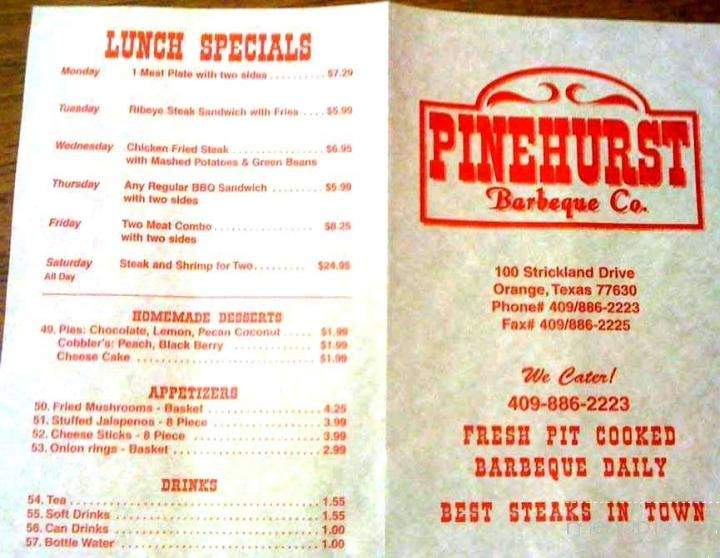 LUNCH SPECIALS
Monday 1 Meat Plate with two sides .......... $7.29
Tuesday Ribeye Steak Sandwich with Fries .... $5.99
Wednesday Chicken Fried Steak .................. $6.95
with Mashed Potatoes & Green Beans
Thursday Any Regular BBQ Sandwich .......... $5.99
with two sides
Friday Two Meat Combo ..................... $8.25
with two sides
Saturday Steak and Shrimp for Two .......... $24.95
All Day
HOMEMADE DESSERTS
49. Pies: Chocolate, Lemon, Pecan Coconut ..... $1.99
Cobbler's: Peach, Black Berry .............. $1.99
Cheese Cake ............................... $1.99
APPETIZERS
50. Fried Mushrooms - Basket .................. 4.25
51. Stuffed Jalapenos - 8 Piece ................ 3.99
52. Cheese Sticks - 8 Piece .................... 3.99
53. Onion rings - Basket ...................... 2.99
DRINKS
54. Tea ....................................... 1.55
55. Soft Drinks ............................... 1.55
56. Can Drinks ................................ 1.00
57. Bottle Water .............................. 1.00
PINEHURST
Barbeque Co.
100 Strickland Drive
Orange, Texas 77630
Phone# 409/886-2223
Fax# 409/886-2225
We Cater!
409-886-2223
FRESH PIT COOKED
BARBEQUE DAILY
BEST STEAKS IN TOWN